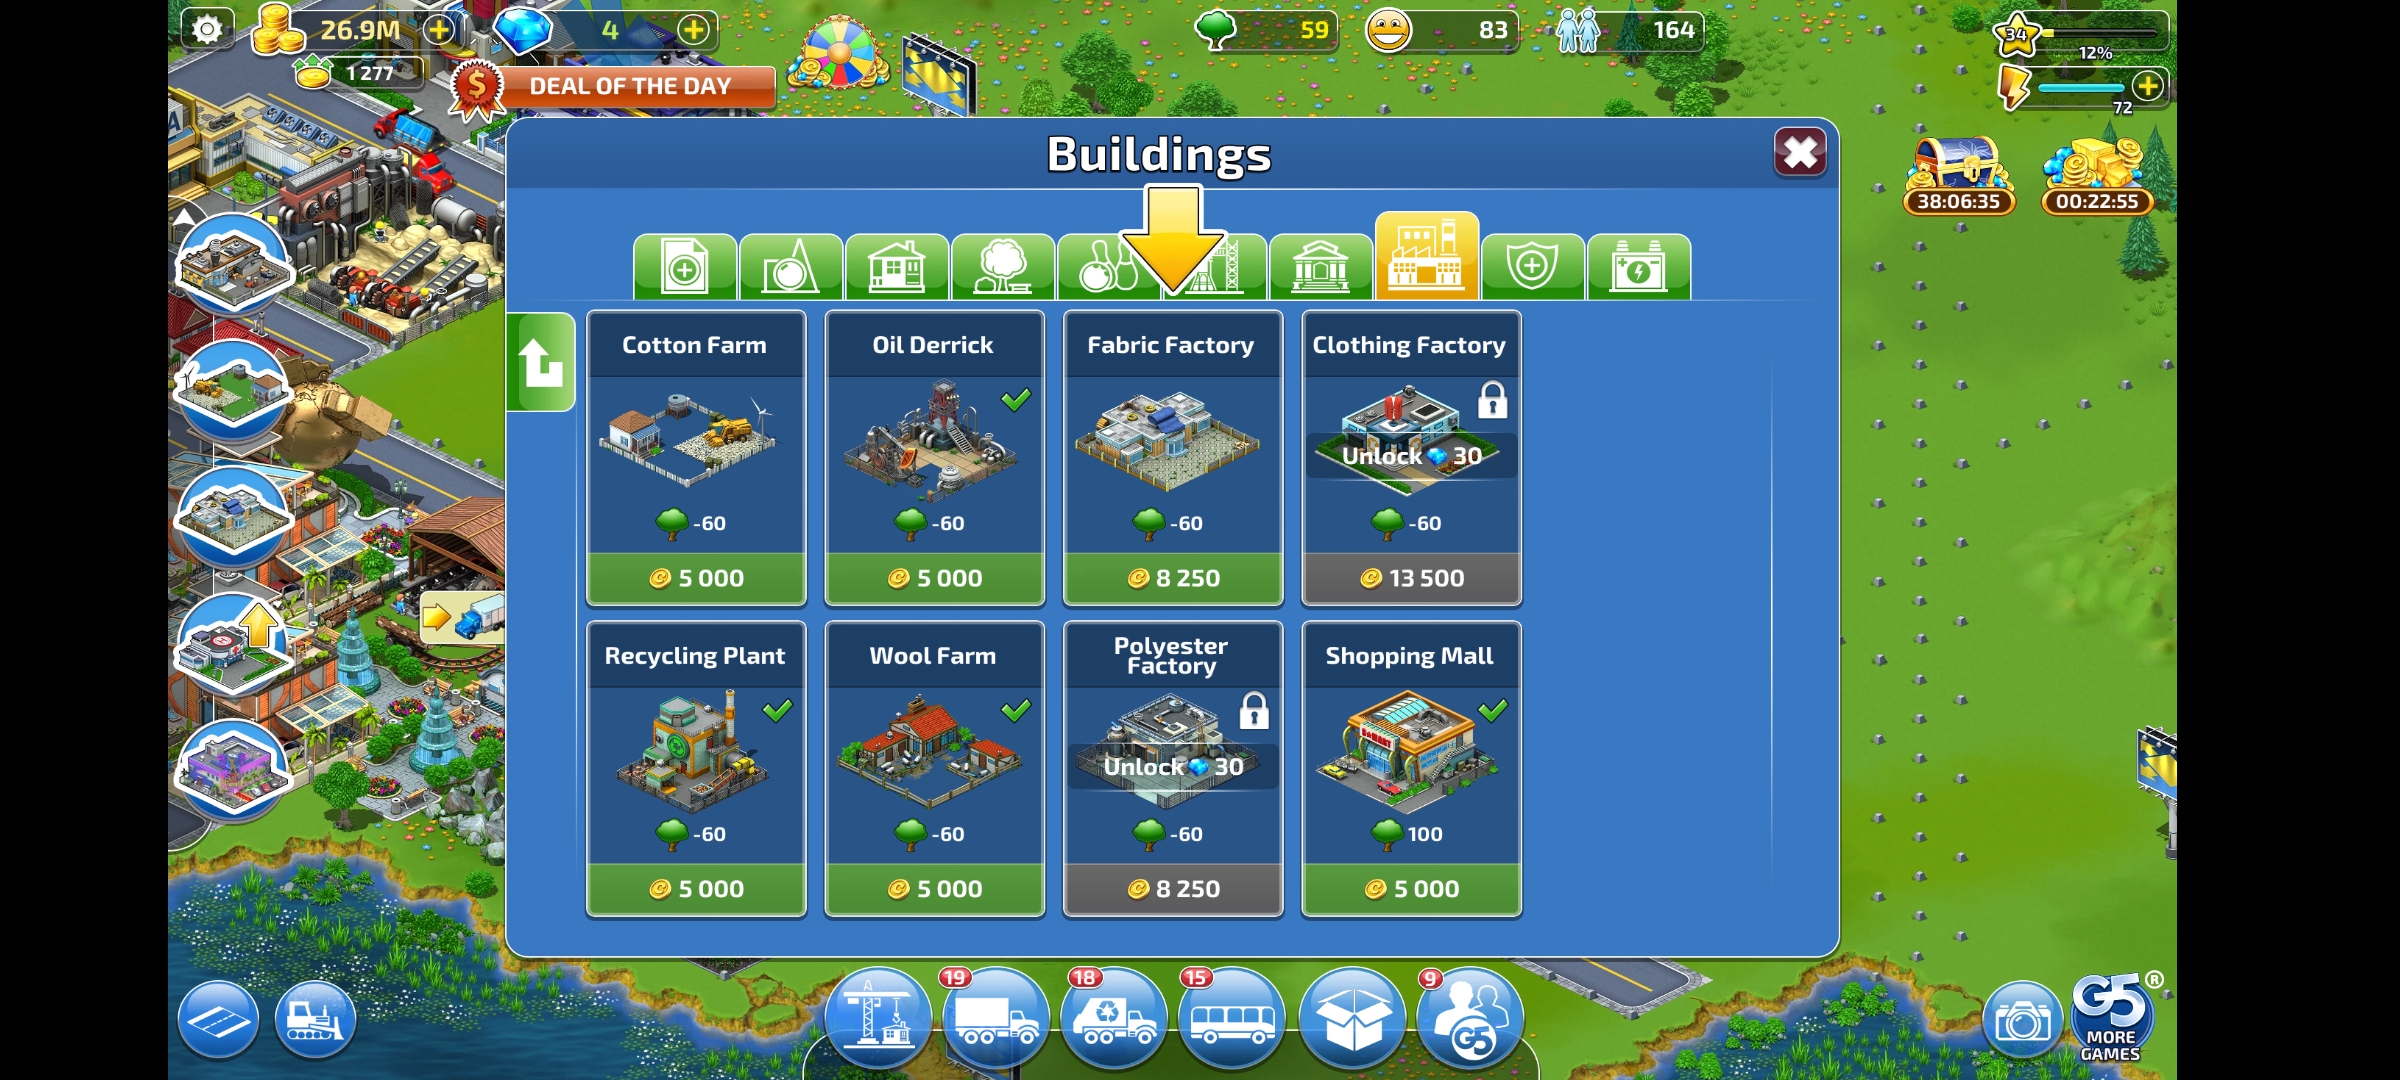 26.9M
4
59
83
164
34
12%
1 277
DEAL OF THE DAY
72
Buildings
38:06:35
00:22:55
Cotton Farm
Oil Derrick
Fabric Factory
Clothing Factory
Unlock 30
-60
-60
-60
-60
5 000
5 000
8 250
13 500
Recycling Plant
Wool Farm
Polyester
Factory
Shopping Mall
Unlock 30
-60
-60
-60
100
5 000
5 000
8 250
5 000
19
18
15
9
G5
G5®
MORE
GAMES